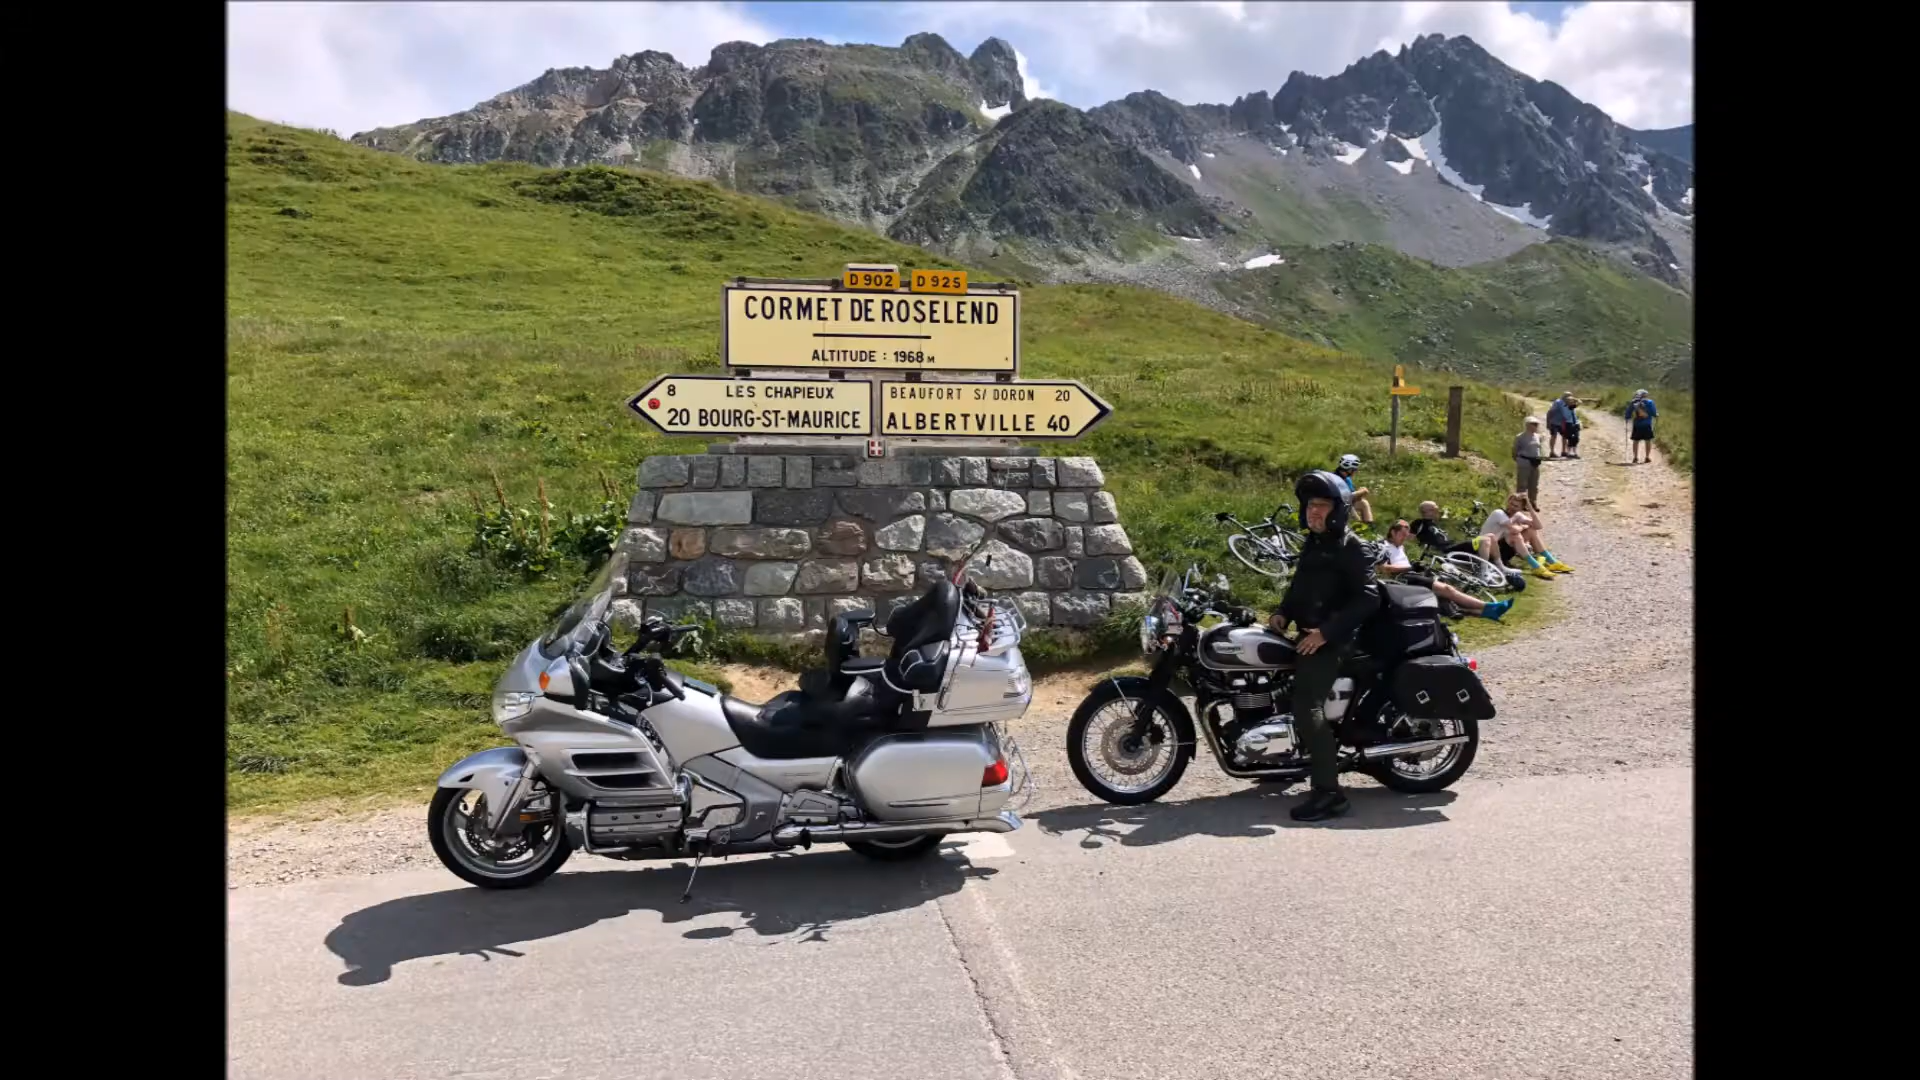 D 902 D 925
CORMET DE ROSELEND
ALTITUDE : 1968 M
8 LES CHAPIEUX
20 BOURG-ST-MAURICE
BEAUFORT S/ DORON 20
ALBERTVILLE 40